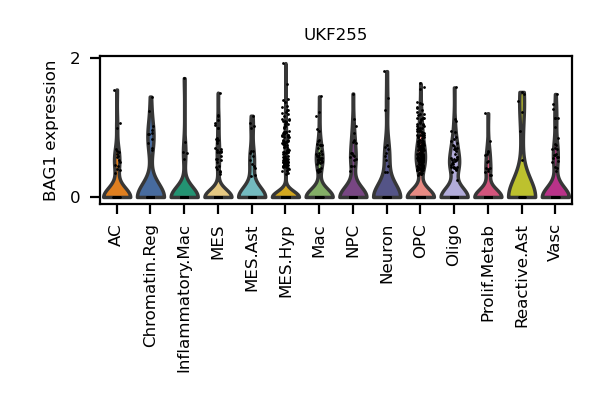 UKF255
BAG1 expression
2
0
AC
Chromatin.Reg
Inflammatory.Mac
MES
MES.Ast
MES.Hyp
Mac
NPC
Neuron
OPC
Oligo
Prolif.Metab
Reactive.Ast
Vasc